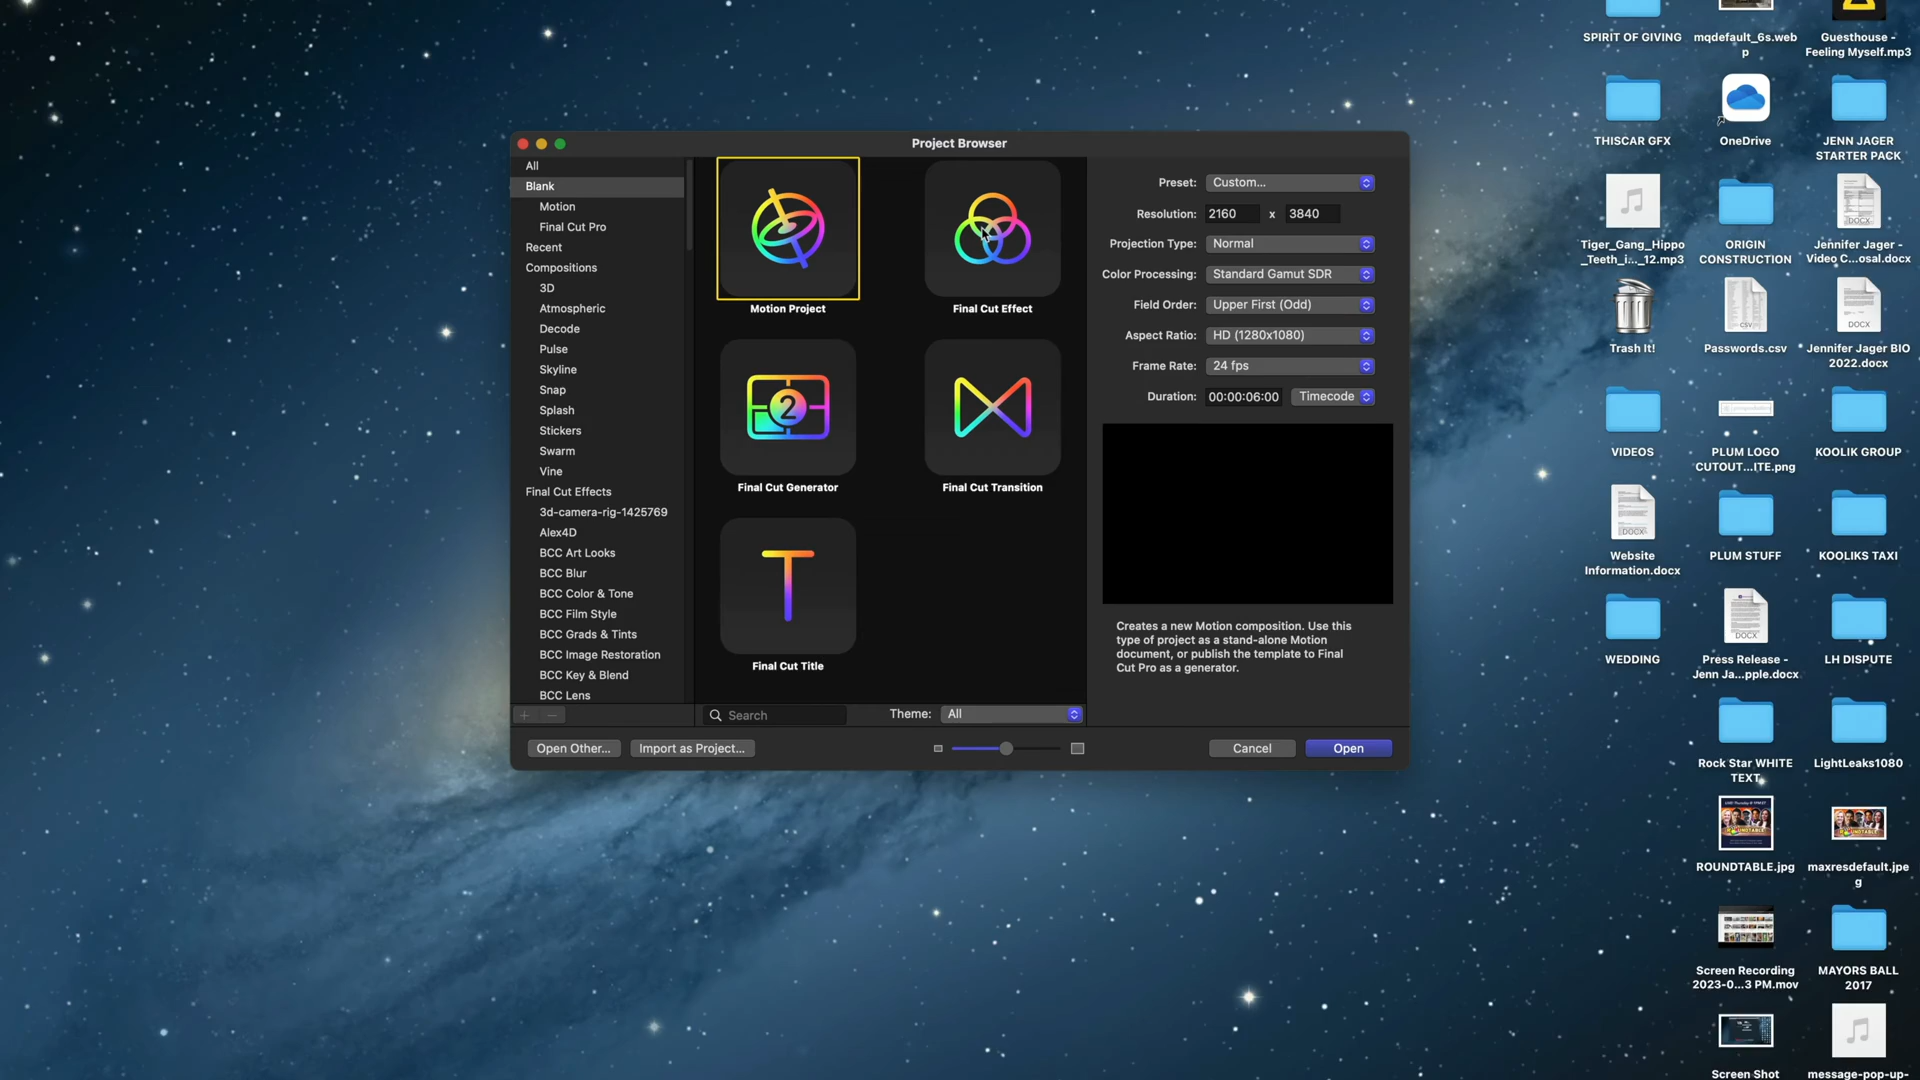 Project Browser
All
Blank
Motion
Final Cut Pro
Recent
Compositions
3D
Atmospheric
Decode
Pulse
Skyline
Snap
Splash
Stickers
Swarm
Vine
Final Cut Effects
3d-camera-rig-1425769
Alex4D
BCC Art Looks
BCC Blur
BCC Color & Tone
BCC Film Style
BCC Grads & Tints
BCC Image Restoration
BCC Key & Blend
BCC Lens
Motion Project
Final Cut Effect
2
Final Cut Generator
Final Cut Transition
T
Final Cut Title
Search
Theme: All
Preset: Custom...
Resolution: 2160 x 3840
Projection Type: Normal
Color Processing: Standard Gamut SDR
Field Order: Upper First (Odd)
Aspect Ratio: HD (1280x1080)
Frame Rate: 24 fps
Duration: 00:00:06:00 Timecode
Creates a new Motion composition. Use this
type of project as a stand-alone Motion
document, or publish the template to Final
Cut Pro as a generator.
Open Other...
Import as Project...
Cancel
Open
SPIRIT OF GIVING
mqdefault_6s.web
p
Guesthouse -
Feeling Myself.mp3
THISCAR GFX
OneDrive
JENN JAGER
STARTER PACK
Tiger_Gang_Hippo
_Teeth_i..._12.mp3
ORIGIN
CONSTRUCTION
DOCX
Jennifer Jager -
Video C...osal.docx
Trash It!
CSV
Passwords.csv
DOCX
Jennifer Jager BIO
2022.docx
VIDEOS
PLUM LOGO
CUTOUT...ITE.png
KOOLIK GROUP
DOCX
Website
Information.docx
PLUM STUFF
KOOLIKS TAXI
WEDDING
DOCX
Press Release -
Jenn Ja...pple.docx
LH DISPUTE
Rock Star WHITE
TEXT
LightLeaks1080
ROUNDTABLE
ROUNDTABLE.jpg
maxresdefault.jpe
g
Screen Recording
2023-0...3 PM.mov
MAYORS BALL
2017
Screen Shot
message-pop-up-